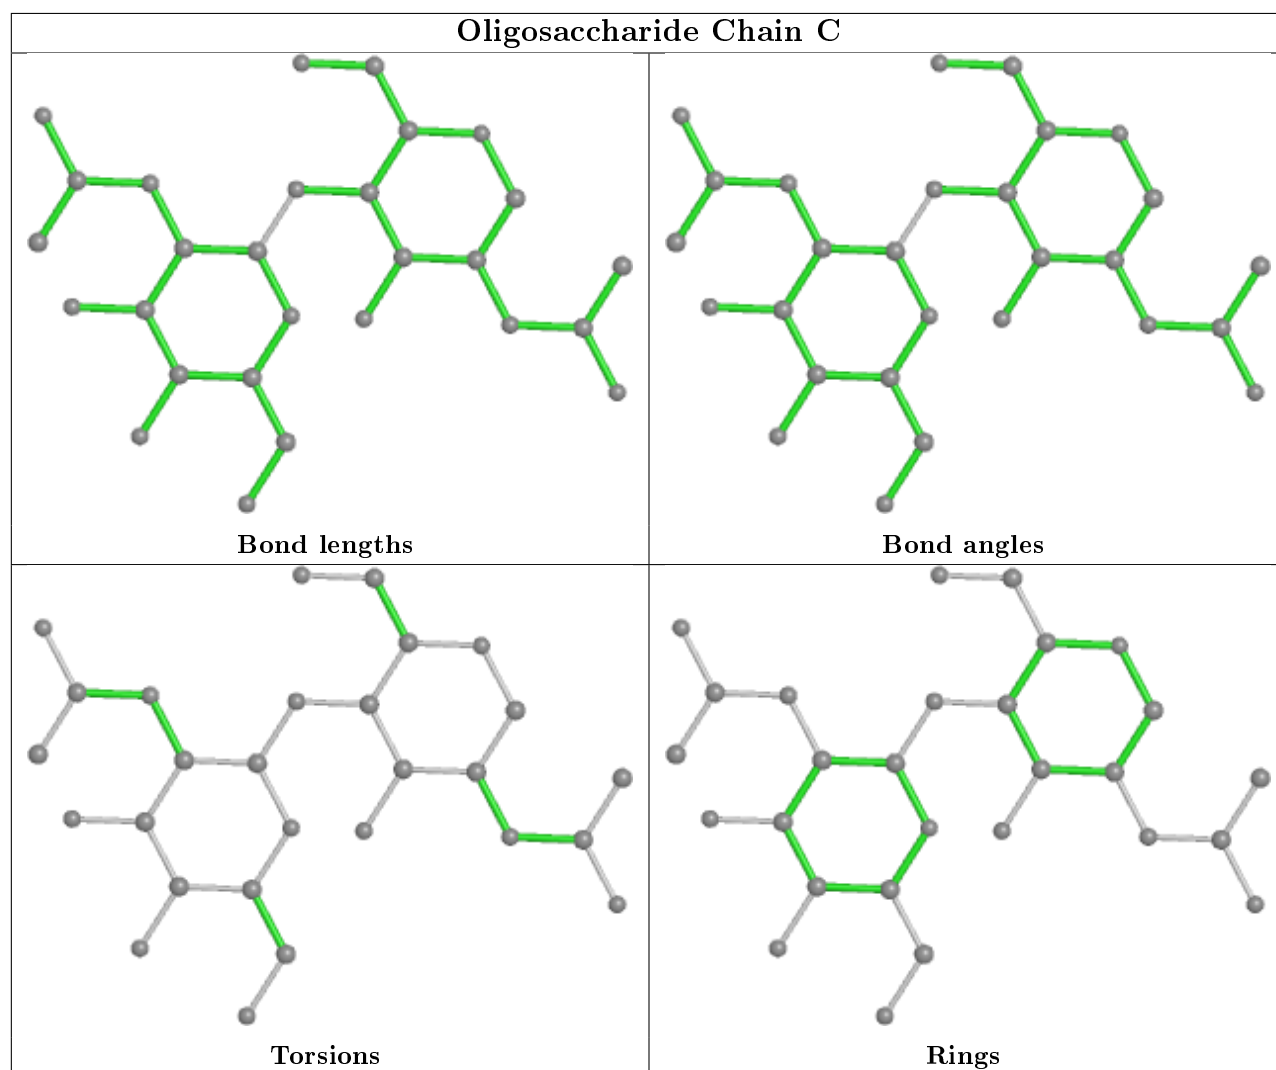 Oligosaccharide Chain C
Bond lengths
Bond angles
Torsions
Rings